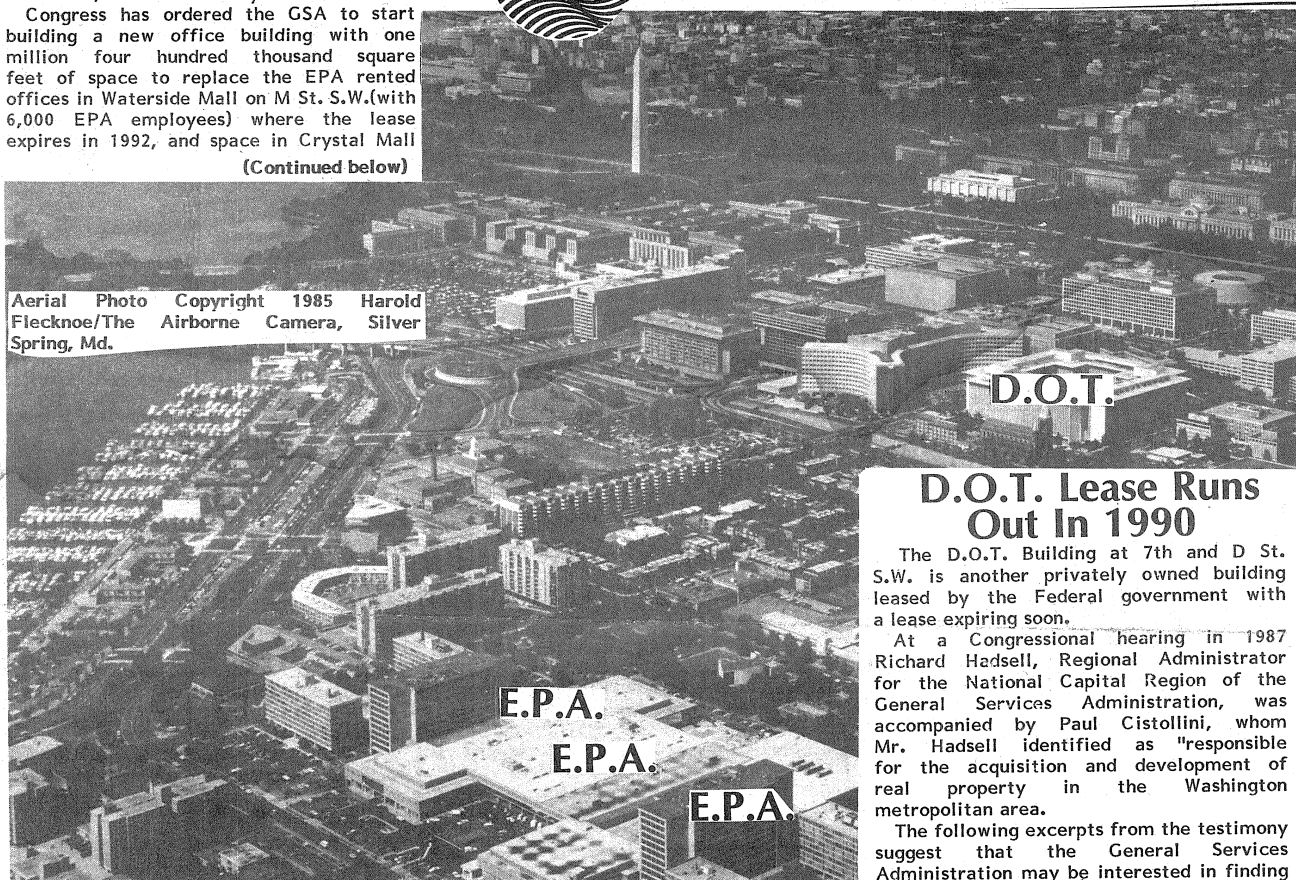 Congress has ordered the GSA to start
building a new office building with one
million four hundred thousand square
feet of space to replace the EPA rented
offices in Waterside Mall on M St. S.W.(with
6,000 EPA employees) where the lease
expires in 1992, and space in Crystal Mall
(Continued below)
Aerial Photo Copyright 1985 Harold
Flecknoe/The Airborne Camera, Silver
Spring, Md.
D.O.T.
E.P.A.
E.P.A.
E.P.A.
D.O.T. Lease Runs
Out In 1990
The D.O.T. Building at 7th and D St.
S.W. is another privately owned building
leased by the Federal government with
a lease expiring soon.
At a Congressional hearing in 1987
Richard Hadsell, Regional Administrator
for the National Capital Region of the
General Services Administration, was
accompanied by Paul Cistollini, whom
Mr. Hadsell identified as "responsible
for the acquisition and development of
real property in the Washington
metropolitan area.
The following excerpts from the testimony
suggest that the General Services
Administration may be interested in finding